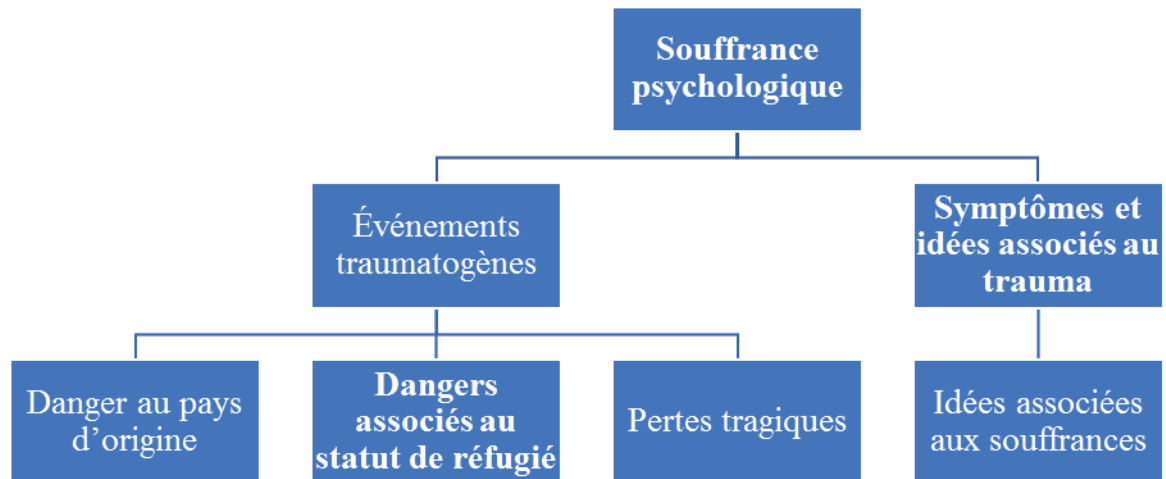 Souffrance
psychologique
Événements
traumatogènes
Symptômes et
idées associés au
trauma
Danger au pays
d’origine
Dangers
associés au
statut de réfugié
Pertes tragiques
Idées associées
aux souffrances